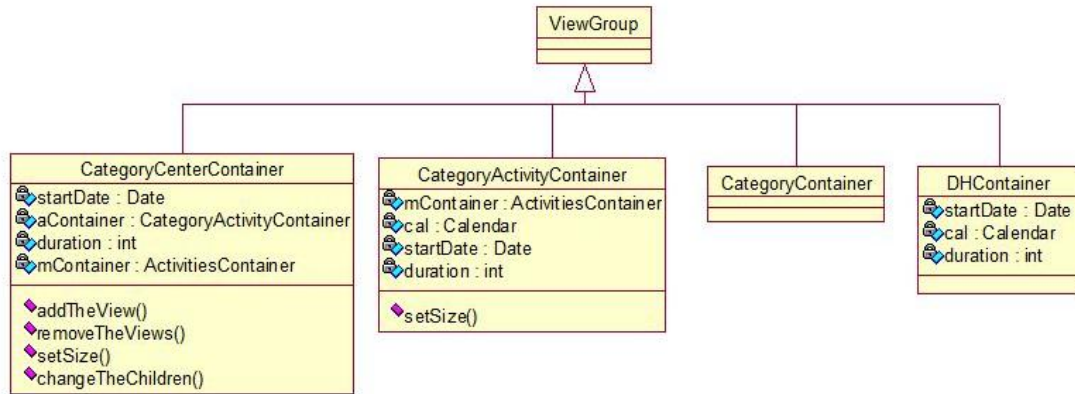 ViewGroup
CategoryCenterContainer
startDate : Date
aContainer : CategoryActivityContainer
duration : int
mContainer : ActivitiesContainer
addTheView()
removeTheViews()
setSize()
changeTheChildren()
CategoryActivityContainer
mContainer : ActivitiesContainer
cal : Calendar
startDate : Date
duration : int
setSize()
CategoryContainer
DHContainer
startDate : Date
cal : Calendar
duration : int